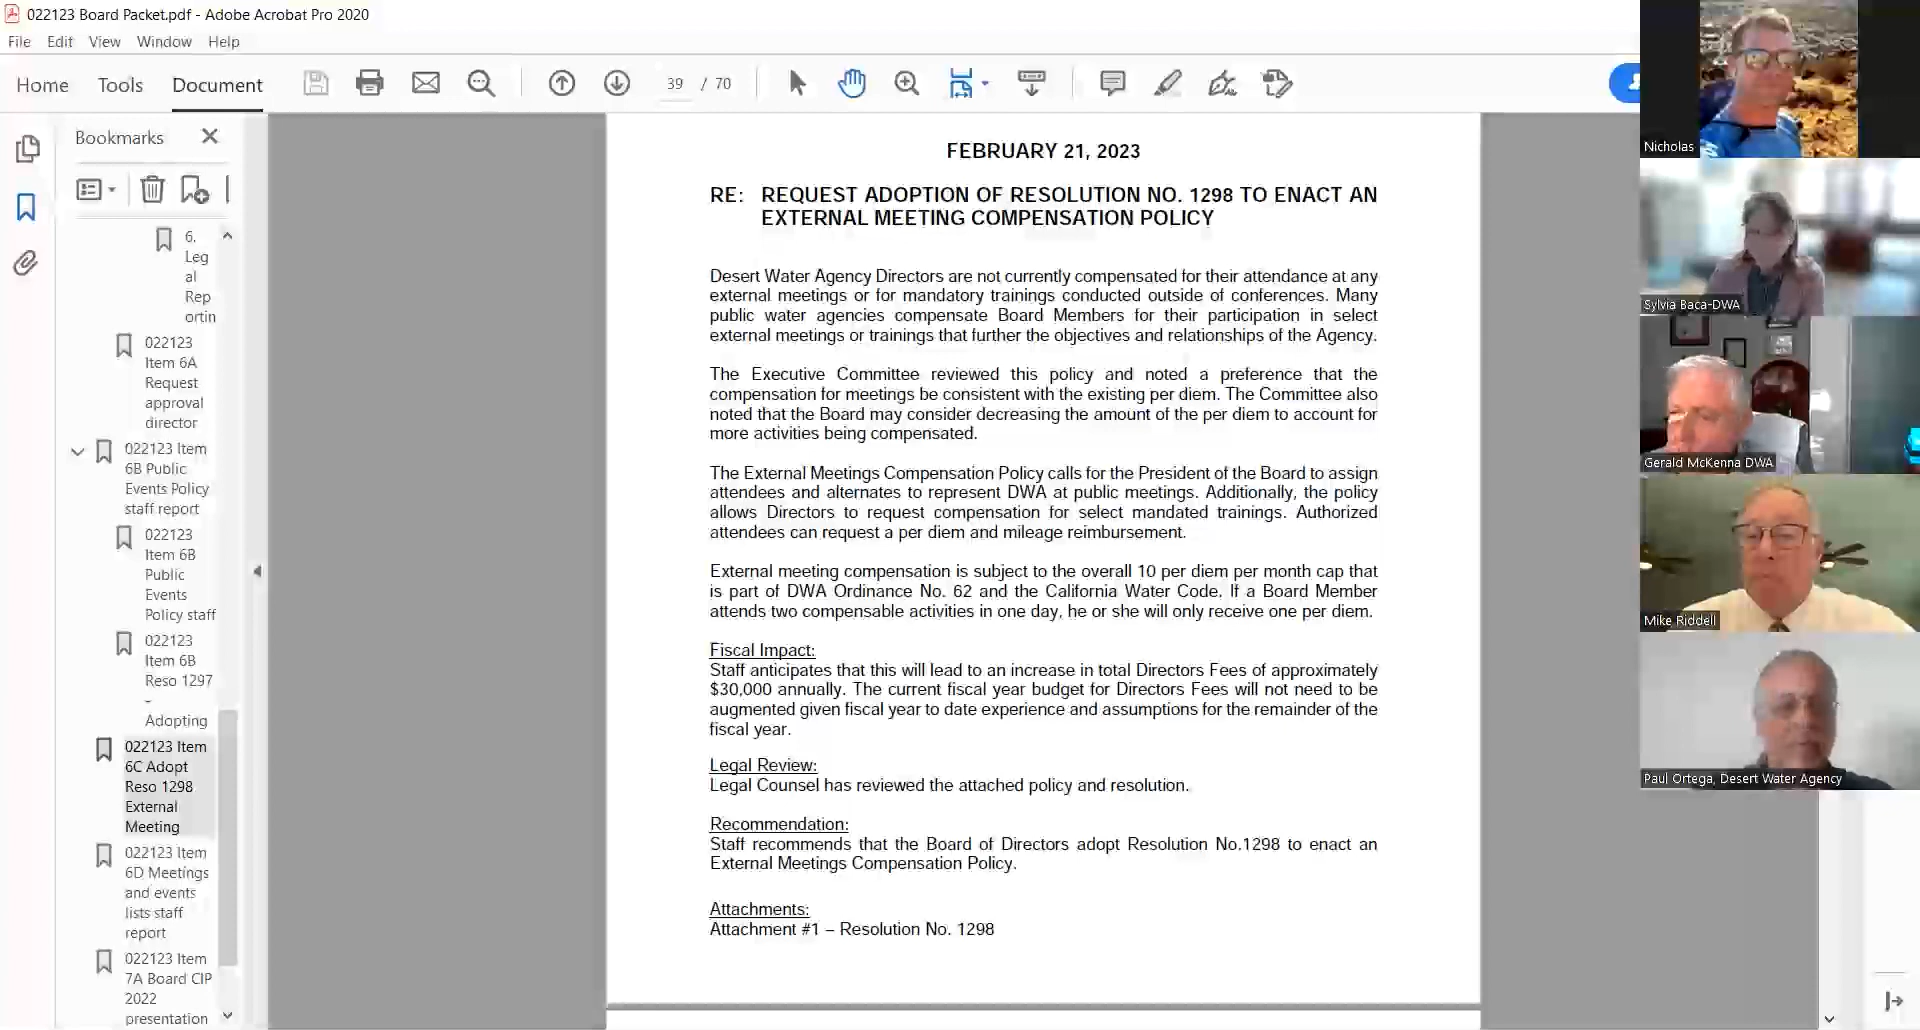 022123 Board Packet.pdf - Adobe Acrobat Pro 2020
File Edit View Window Help
Home Tools Document
39 / 70
Bookmarks
6.
Leg
al
Rep
ortin
022123
Item 6A
Request
approval
director
022123 Item
6B Public
Events Policy
staff report
022123
Item 6B
Public
Events
Policy staff
022123
Item 6B
Reso 1297
-
Adopting
022123 Item
6C Adopt
Reso 1298
External
Meeting
022123 Item
6D Meetings
and events
lists staff
report
022123 Item
7A Board CIP
2022
presentation
FEBRUARY 21, 2023
RE: REQUEST ADOPTION OF RESOLUTION NO. 1298 TO ENACT AN
EXTERNAL MEETING COMPENSATION POLICY
Desert Water Agency Directors are not currently compensated for their attendance at any
external meetings or for mandatory trainings conducted outside of conferences. Many
public water agencies compensate Board Members for their participation in select
external meetings or trainings that further the objectives and relationships of the Agency.
The Executive Committee reviewed this policy and noted a preference that the
compensation for meetings be consistent with the existing per diem. The Committee also
noted that the Board may consider decreasing the amount of the per diem to account for
more activities being compensated.
The External Meetings Compensation Policy calls for the President of the Board to assign
attendees and alternates to represent DWA at public meetings. Additionally, the policy
allows Directors to request compensation for select mandated trainings. Authorized
attendees can request a per diem and mileage reimbursement.
External meeting compensation is subject to the overall 10 per diem per month cap that
is part of DWA Ordinance No. 62 and the California Water Code. If a Board Member
attends two compensable activities in one day, he or she will only receive one per diem.
Fiscal Impact:
Staff anticipates that this will lead to an increase in total Directors Fees of approximately
$30,000 annually. The current fiscal year budget for Directors Fees will not need to be
augmented given fiscal year to date experience and assumptions for the remainder of the
fiscal year.
Legal Review:
Legal Counsel has reviewed the attached policy and resolution.
Recommendation:
Staff recommends that the Board of Directors adopt Resolution No.1298 to enact an
External Meetings Compensation Policy.
Attachments:
Attachment #1 – Resolution No. 1298
Nicholas
Sylvia Baca-DWA
Gerald McKenna DWA
Mike Riddell
Paul Ortega, Desert Water Agency